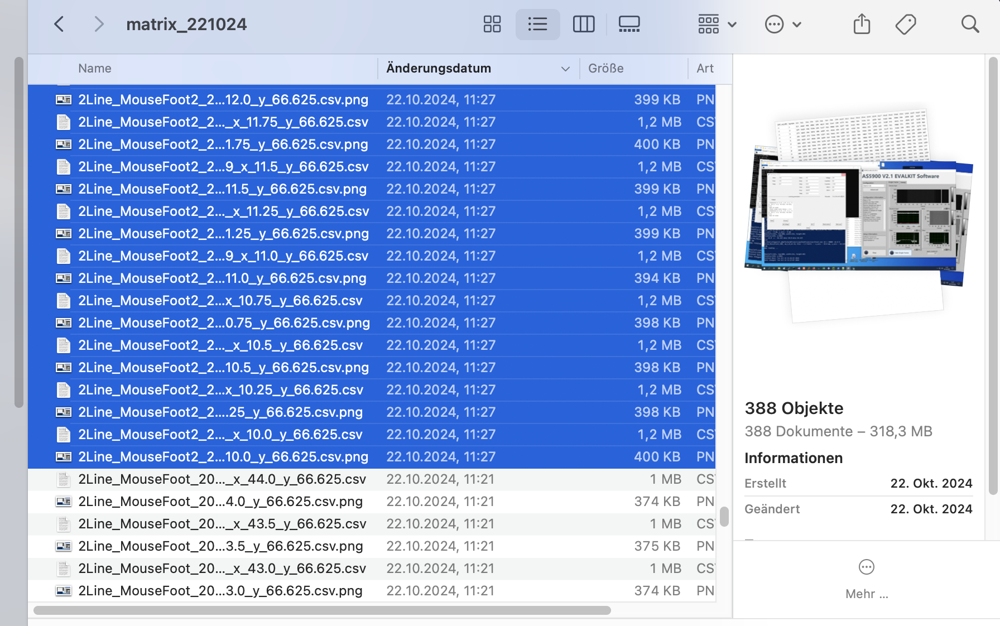 matrix_221024
Name Änderungsdatum Größe Art
2Line_MouseFoot2_2...12.0_y_66.625.csv.png 22.10.2024, 11:27 399 KB PN
2Line_MouseFoot2_2..._x_11.75_y_66.625.csv 22.10.2024, 11:27 1,2 MB CS
2Line_MouseFoot2_2...1.75_y_66.625.csv.png 22.10.2024, 11:27 400 KB PN
2Line_MouseFoot2_2...9_x_11.5_y_66.625.csv 22.10.2024, 11:27 1,2 MB CS
2Line_MouseFoot2_2...11.5_y_66.625.csv.png 22.10.2024, 11:27 399 KB PN
2Line_MouseFoot2_2..._x_11.25_y_66.625.csv 22.10.2024, 11:27 1,2 MB CS
2Line_MouseFoot2_2...1.25_y_66.625.csv.png 22.10.2024, 11:27 399 KB PN
2Line_MouseFoot2_2...9_x_11.0_y_66.625.csv 22.10.2024, 11:27 1,2 MB CS
2Line_MouseFoot2_2...11.0_y_66.625.csv.png 22.10.2024, 11:27 394 KB PN
2Line_MouseFoot2_2...x_10.75_y_66.625.csv 22.10.2024, 11:27 1,2 MB CS
2Line_MouseFoot2_2...0.75_y_66.625.csv.png 22.10.2024, 11:27 398 KB PN
2Line_MouseFoot2_2..._x_10.5_y_66.625.csv 22.10.2024, 11:27 1,2 MB CS
2Line_MouseFoot2_2...10.5_y_66.625.csv.png 22.10.2024, 11:27 398 KB PN
2Line_MouseFoot2_2...x_10.25_y_66.625.csv 22.10.2024, 11:27 1,2 MB CS
2Line_MouseFoot2_2....25_y_66.625.csv.png 22.10.2024, 11:27 398 KB PN
2Line_MouseFoot2_2..._x_10.0_y_66.625.csv 22.10.2024, 11:27 1,2 MB CS
2Line_MouseFoot2_2...10.0_y_66.625.csv.png 22.10.2024, 11:27 400 KB PN
2Line_MouseFoot_20..._x_44.0_y_66.625.csv 22.10.2024, 11:21 1 MB CS
2Line_MouseFoot_20...4.0_y_66.625.csv.png 22.10.2024, 11:21 374 KB PN
2Line_MouseFoot_20..._x_43.5_y_66.625.csv 22.10.2024, 11:21 1 MB CS
2Line_MouseFoot_20...3.5_y_66.625.csv.png 22.10.2024, 11:21 375 KB PN
2Line_MouseFoot_20..._x_43.0_y_66.625.csv 22.10.2024, 11:21 1 MB CS
2Line_MouseFoot_20...3.0_y_66.625.csv.png 22.10.2024, 11:21 374 KB PN
AS5900 V2.1 EVALKIT Software
388 Objekte
388 Dokumente – 318,3 MB
Informationen
Erstellt 22. Okt. 2024
Geändert 22. Okt. 2024
Mehr ...